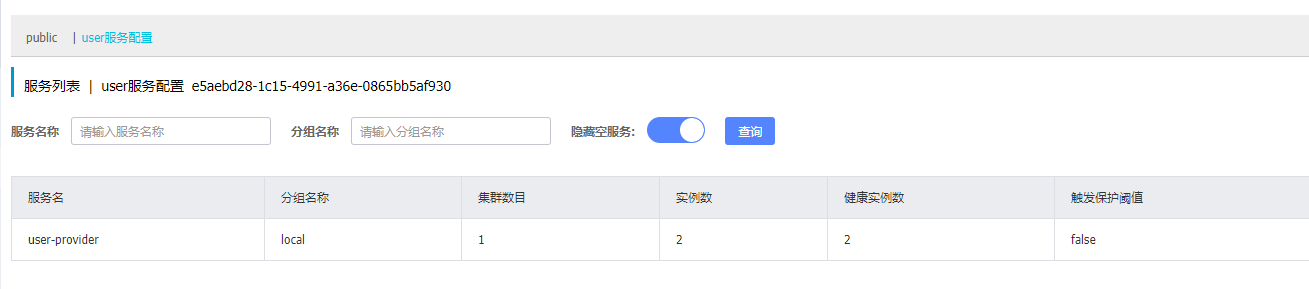 public | user服务配置
服务列表 | user服务配置 e5aebd28-1c15-4991-a36e-0865bb5af930
服务名称 请输入服务名称 分组名称 请输入分组名称 隐藏空服务: 查询
服务名 分组名称 集群数目 实例数 健康实例数 触发保护阈值
user-provider local 1 2 2 false